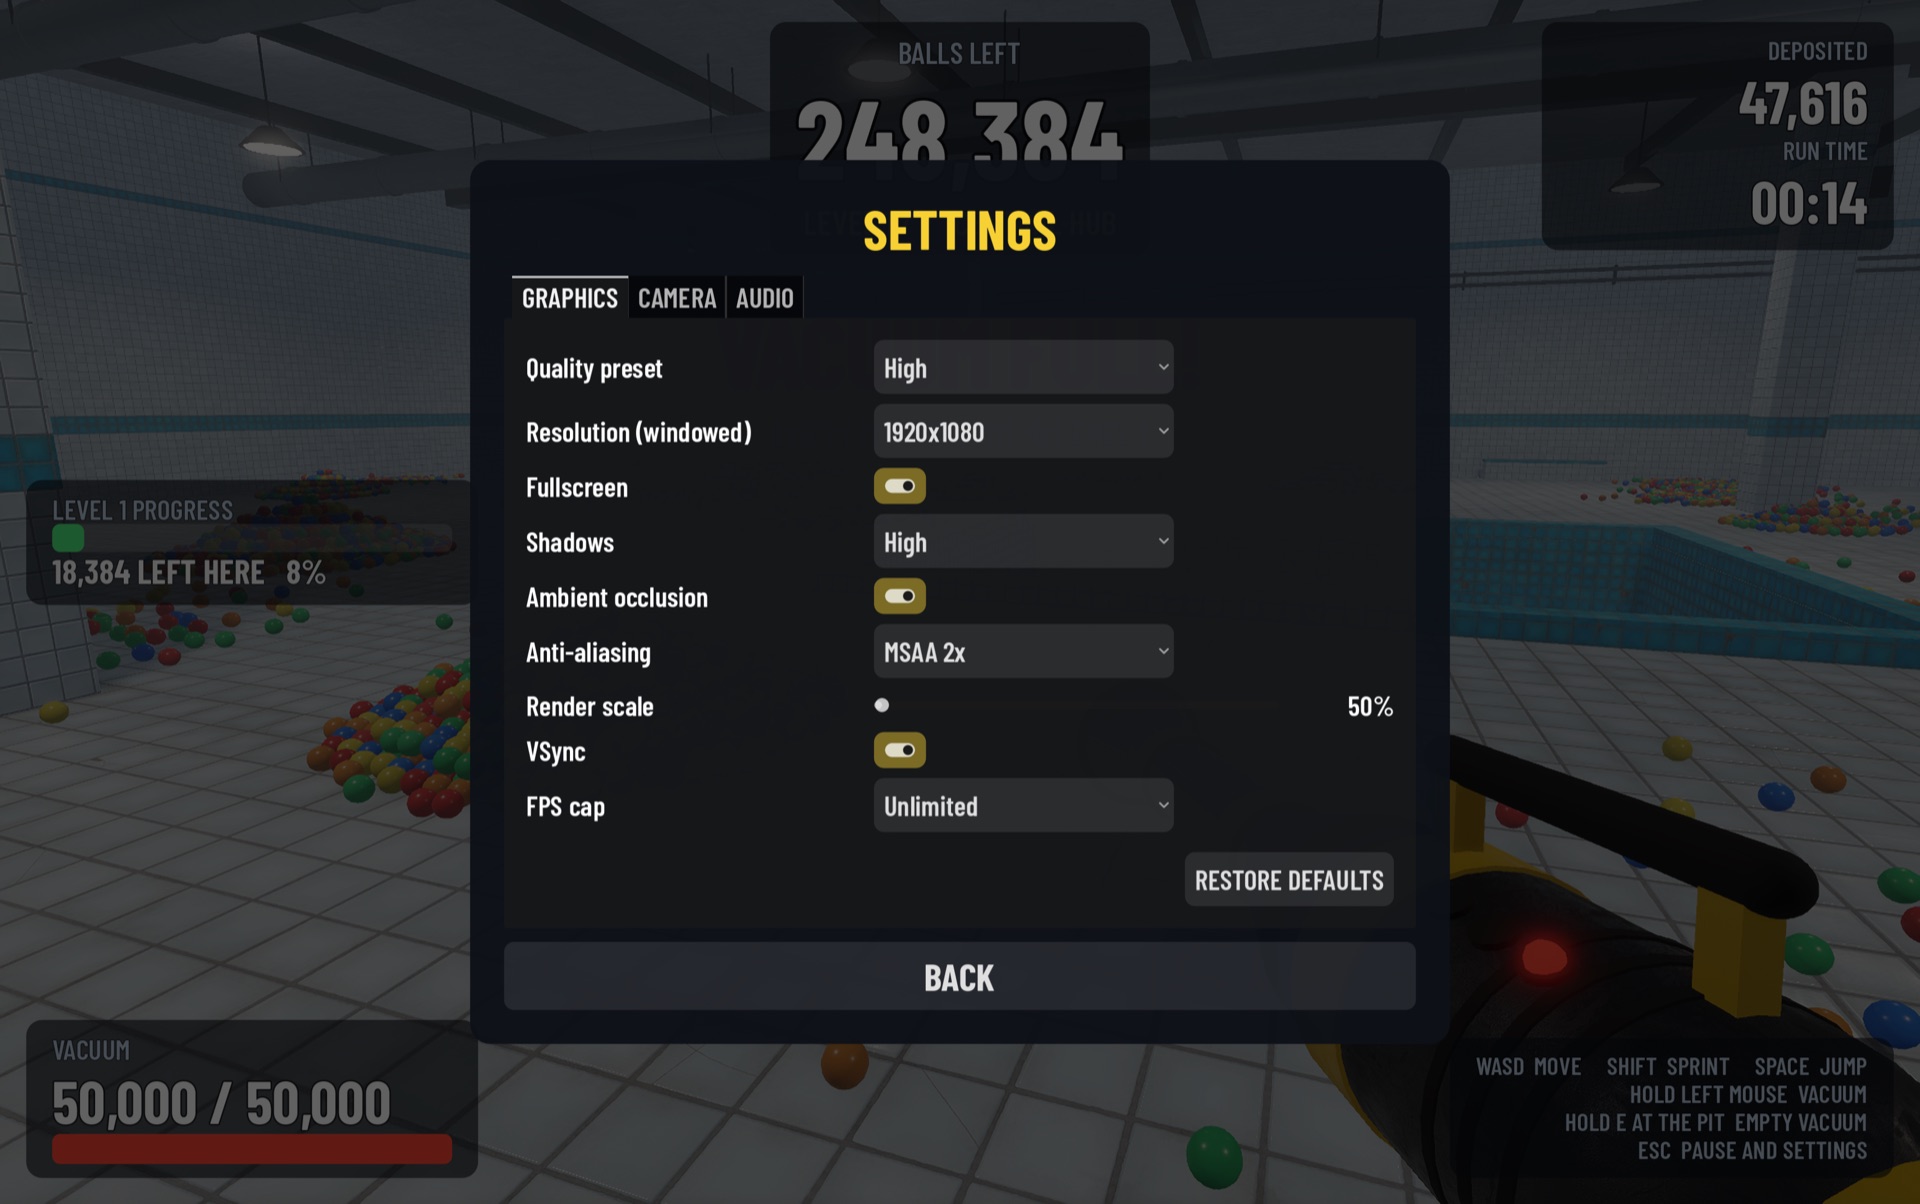 BALLS LEFT
248,384
DEPOSITED
47,616
RUN TIME
00:14
SETTINGS
GRAPHICS CAMERA AUDIO
Quality preset High
Resolution (windowed) 1920x1080
Fullscreen
Shadows High
Ambient occlusion
Anti-aliasing MSAA 2x
Render scale 50%
VSync
FPS cap Unlimited
RESTORE DEFAULTS
BACK
LEVEL 1 PROGRESS
18,384 LEFT HERE 8%
VACUUM
50,000 / 50,000
WASD MOVE SHIFT SPRINT SPACE JUMP
HOLD LEFT MOUSE VACUUM
HOLD E AT THE PIT EMPTY VACUUM
ESC PAUSE AND SETTINGS